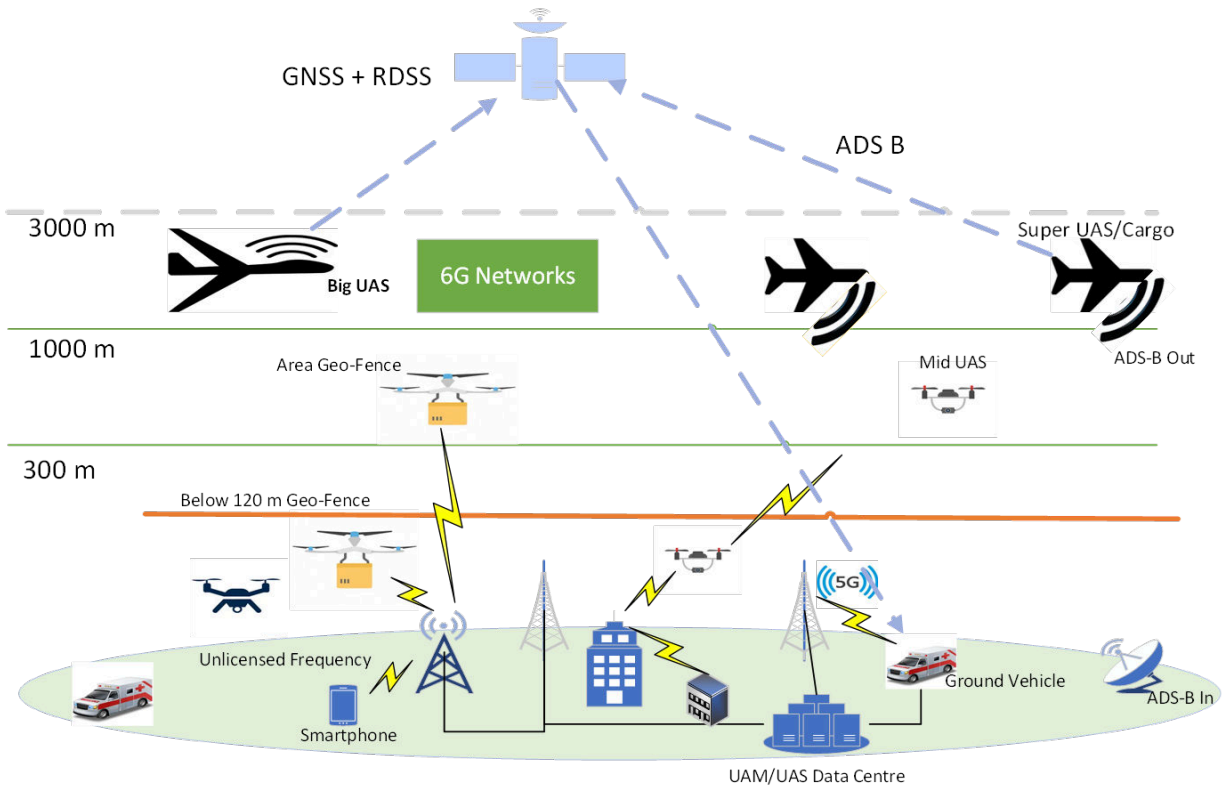 GNSS + RDSS
ADS B
3000 m
Super UAS/Cargo
Big UAS
6G Networks
1000 m
ADS-B Out
Area Geo-Fence
Mid UAS
300 m
Below 120 m Geo-Fence
5G
Unlicensed Frequency
Ground Vehicle
ADS-B In
Smartphone
UAM/UAS Data Centre